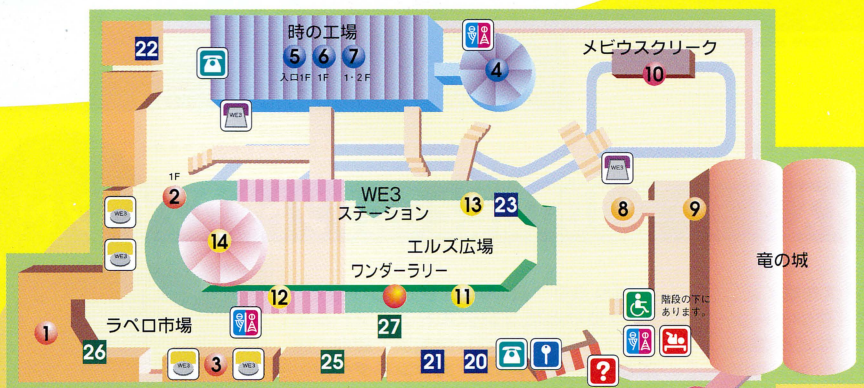 22
時の工場
5 6 7
入口1F 1F 1・2F
4
メビウスクリーク
10
WE3
WE3
1F
2
WE3
ステーション
13
23
8
9
WE3
14
エルズ広場
竜の城
WE3
ワンダーラリー
12
11
階段の下に
あります。
1
ラペロ市場
27
26
WE3
3
WE3
25
21
20
?